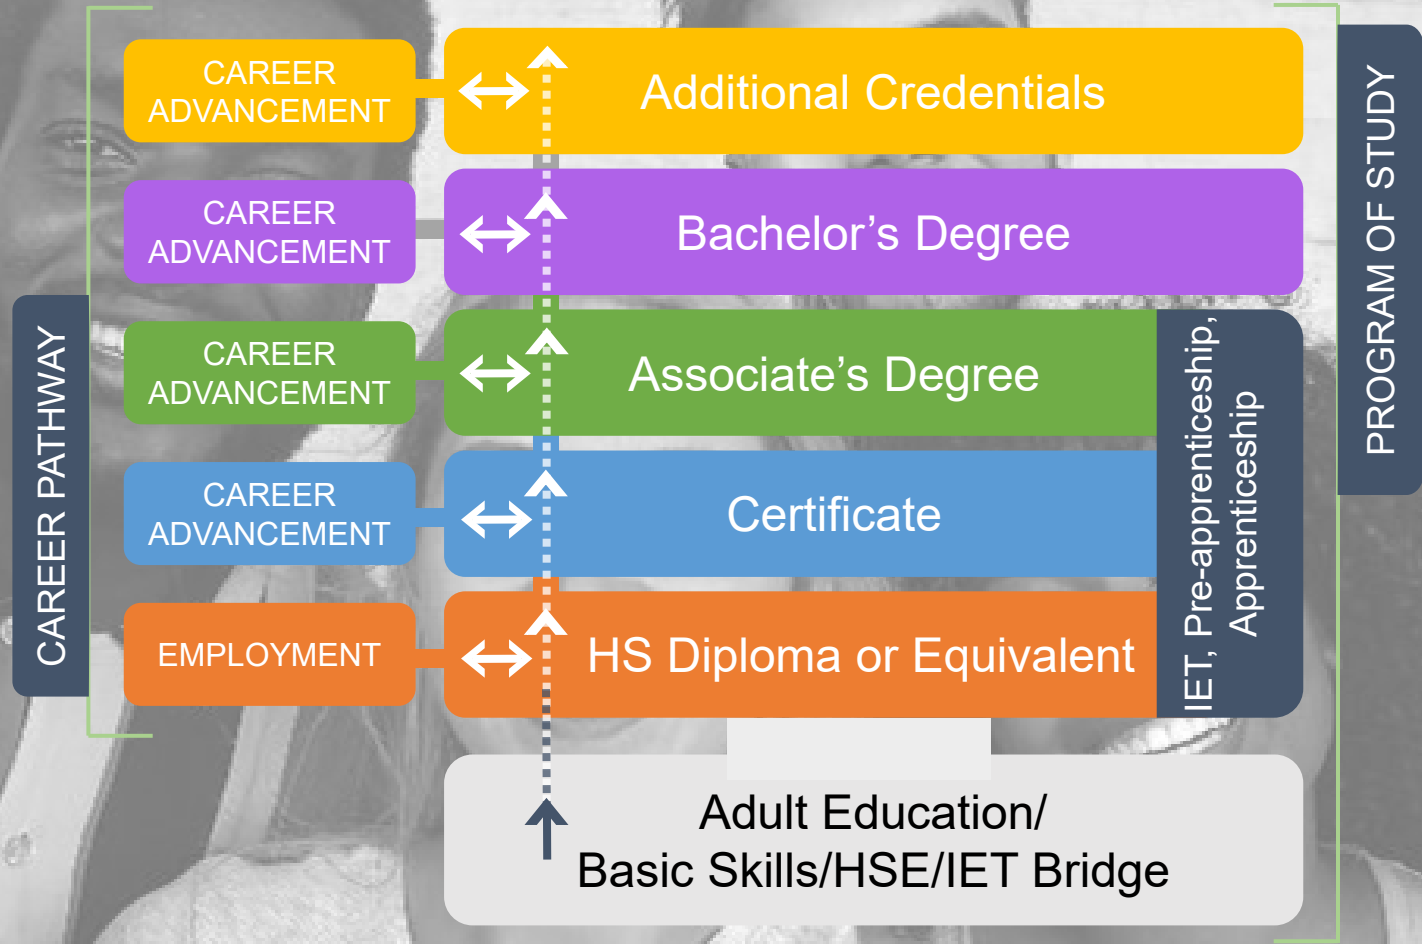 CAREER
ADVANCEMENT
Additional Credentials
CAREER
ADVANCEMENT
Bachelor’s Degree
CAREER
ADVANCEMENT
Associate’s Degree
CAREER
ADVANCEMENT
Certificate
EMPLOYMENT
HS Diploma or Equivalent
Adult Education/
Basic Skills/HSE/IET Bridge
CAREER PATHWAY
IET, Pre-apprenticeship,
Apprenticeship
PROGRAM OF STUDY